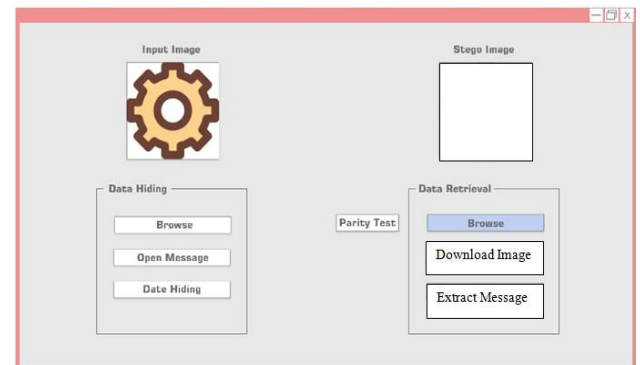 Input Image
Stego Image
Data Hiding
Browse
Open Message
Date Hiding
Parity Test
Data Retrieval
Browse
Download Image
Extract Message